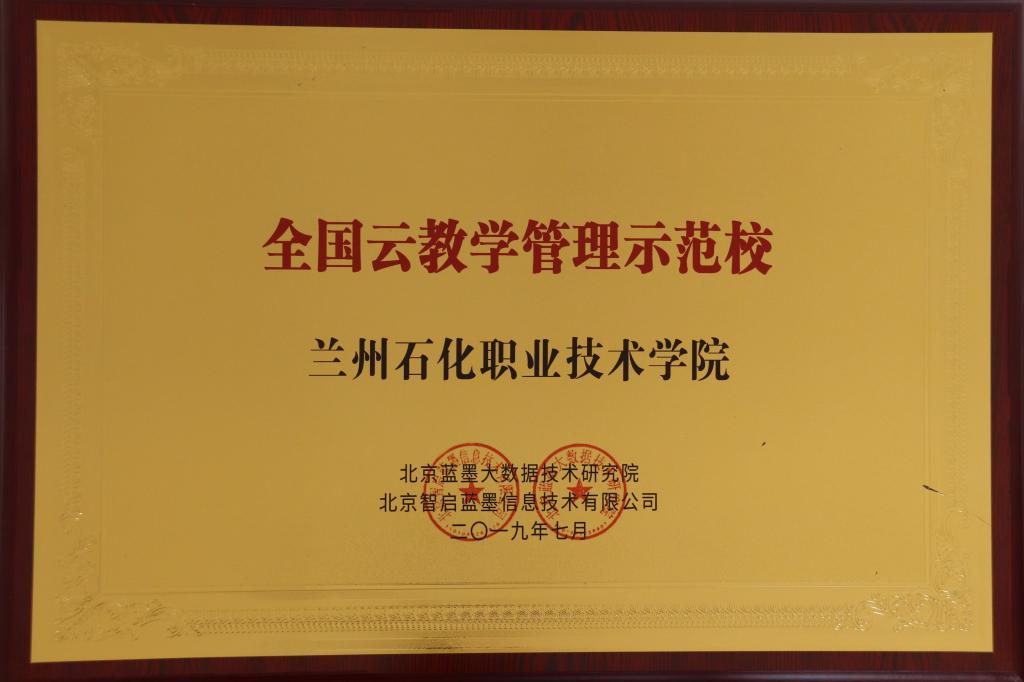 全国云教学管理示范校
兰州石化职业技术学院
北京蓝墨大数据技术研究院
北京智启蓝墨信息技术有限公司
二〇一九年七月